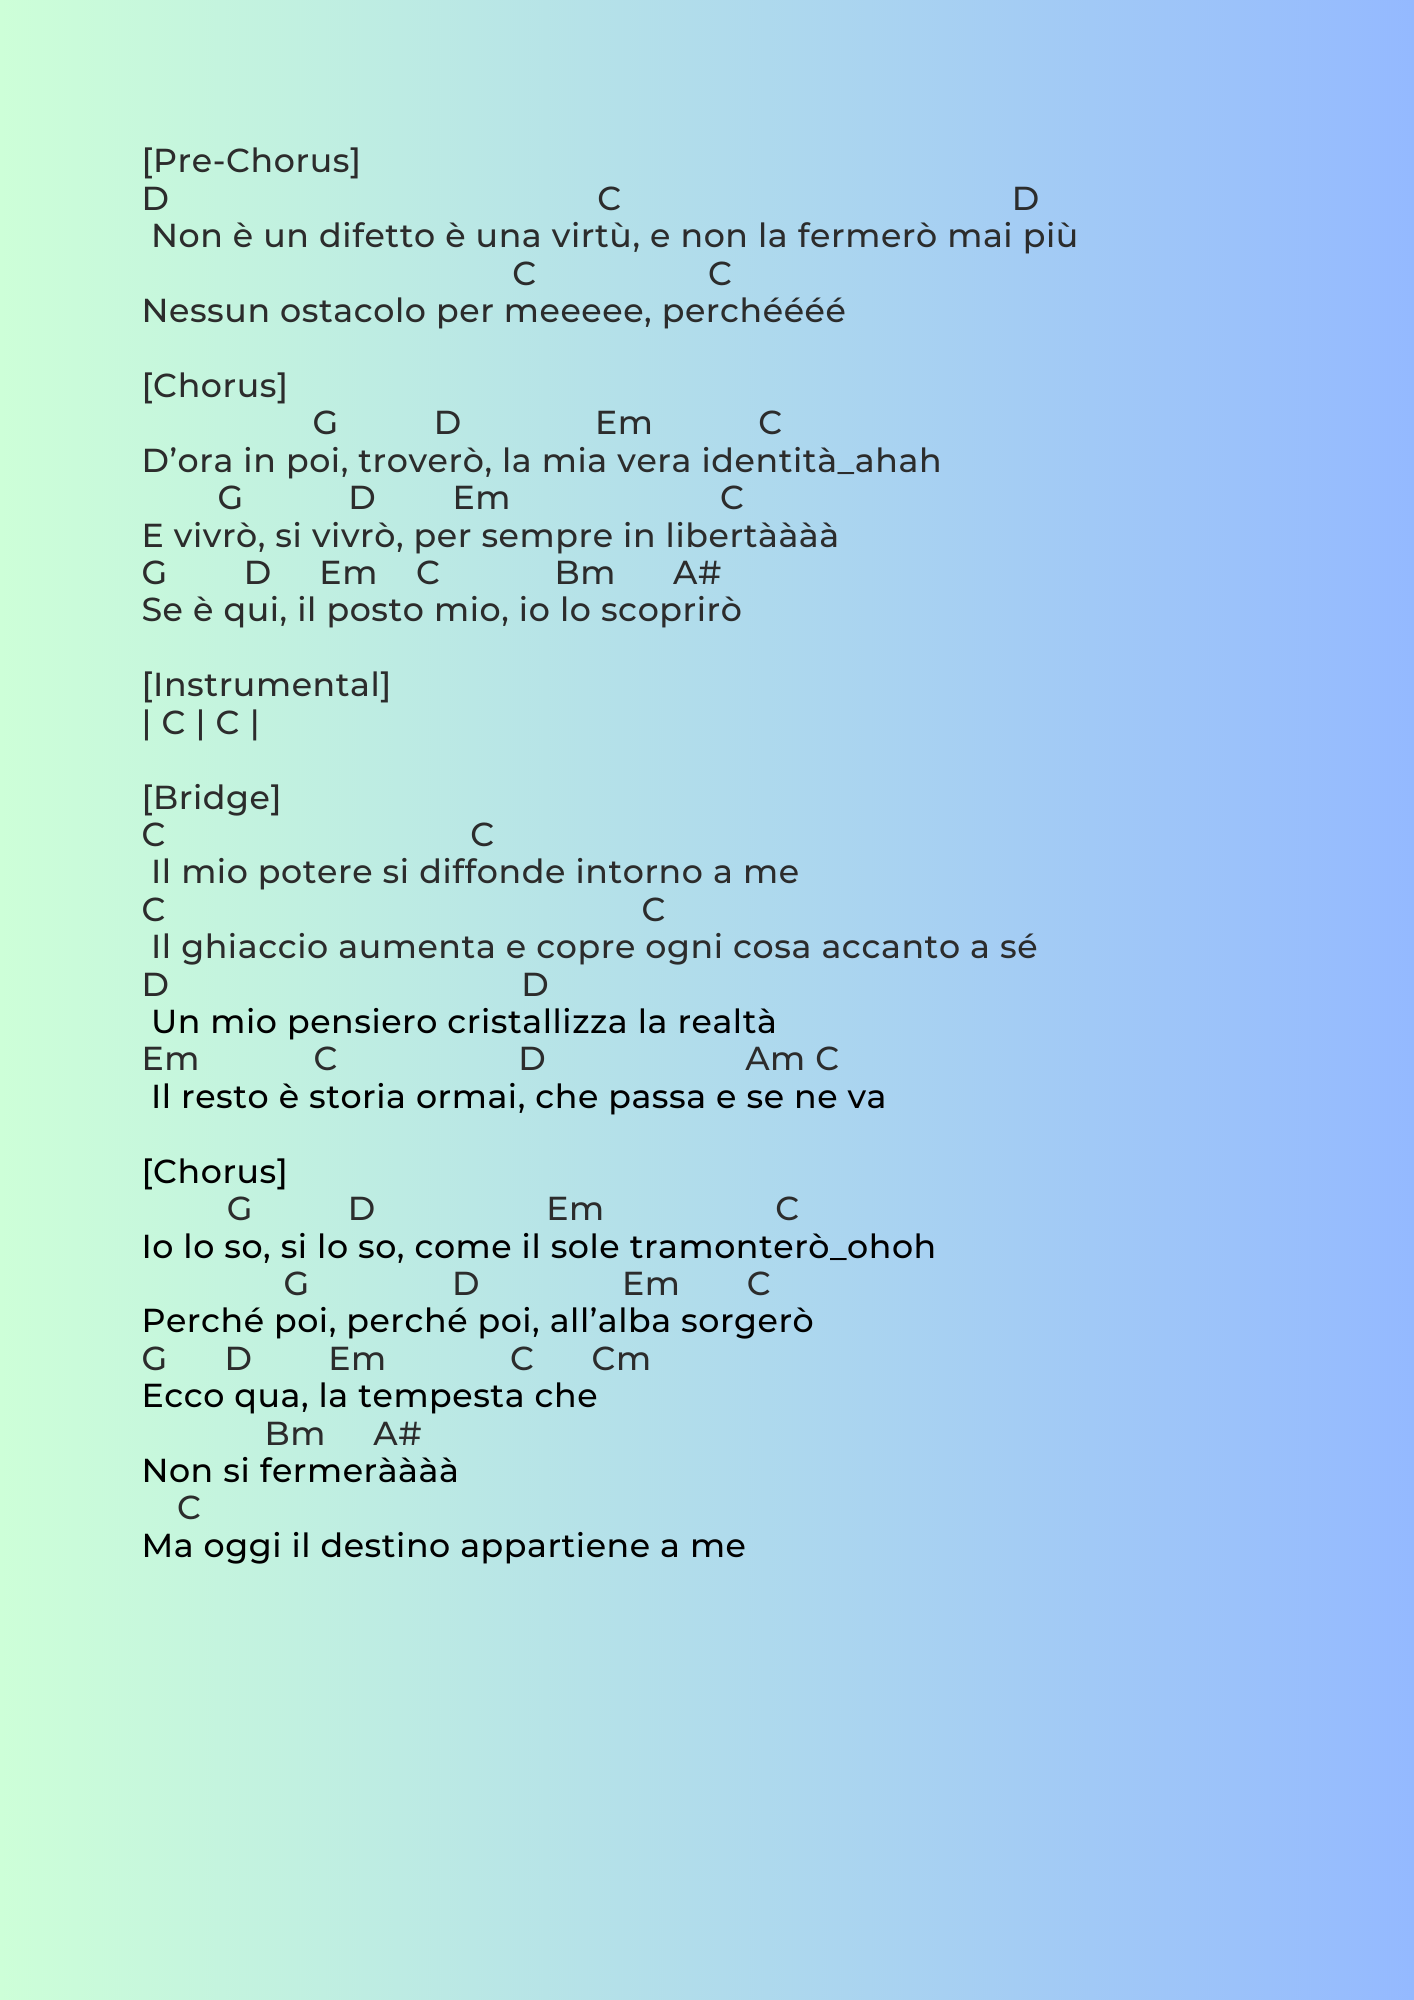 [Pre-Chorus]
D C D
Non è un difetto è una virtù, e non la fermerò mai più
C C
Nessun ostacolo per meeeee, perchéééé
[Chorus]
G D Em C
D’ora in poi, troverò, la mia vera identità_ahah
G D Em C
E vivrò, si vivrò, per sempre in libertàààà
G D Em C Bm A#
Se è qui, il posto mio, io lo scoprirò
[Instrumental]
| C | C |
[Bridge]
C C
Il mio potere si diffonde intorno a me
C C
Il ghiaccio aumenta e copre ogni cosa accanto a sé
D D
Un mio pensiero cristallizza la realtà
Em C D Am C
Il resto è storia ormai, che passa e se ne va
[Chorus]
G D Em C
Io lo so, si lo so, come il sole tramonterò_ohoh
G D Em C
Perché poi, perché poi, all’alba sorgerò
G D Em C Cm
Ecco qua, la tempesta che
Bm A#
Non si fermeràààà
C
Ma oggi il destino appartiene a me